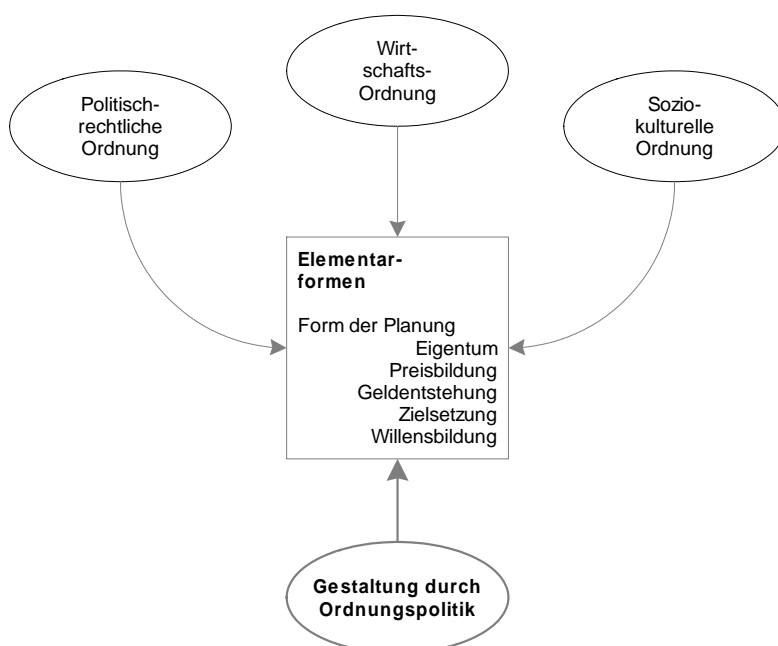 Wirt-
schafts-
Ordnung
Politisch-
rechtliche
Ordnung
Sozio-
kulturelle
Ordnung
Elementar-
formen
Form der Planung
Eigentum
Preisbildung
Geldentstehung
Zielsetzung
Willensbildung
Gestaltung durch
Ordnungspolitik